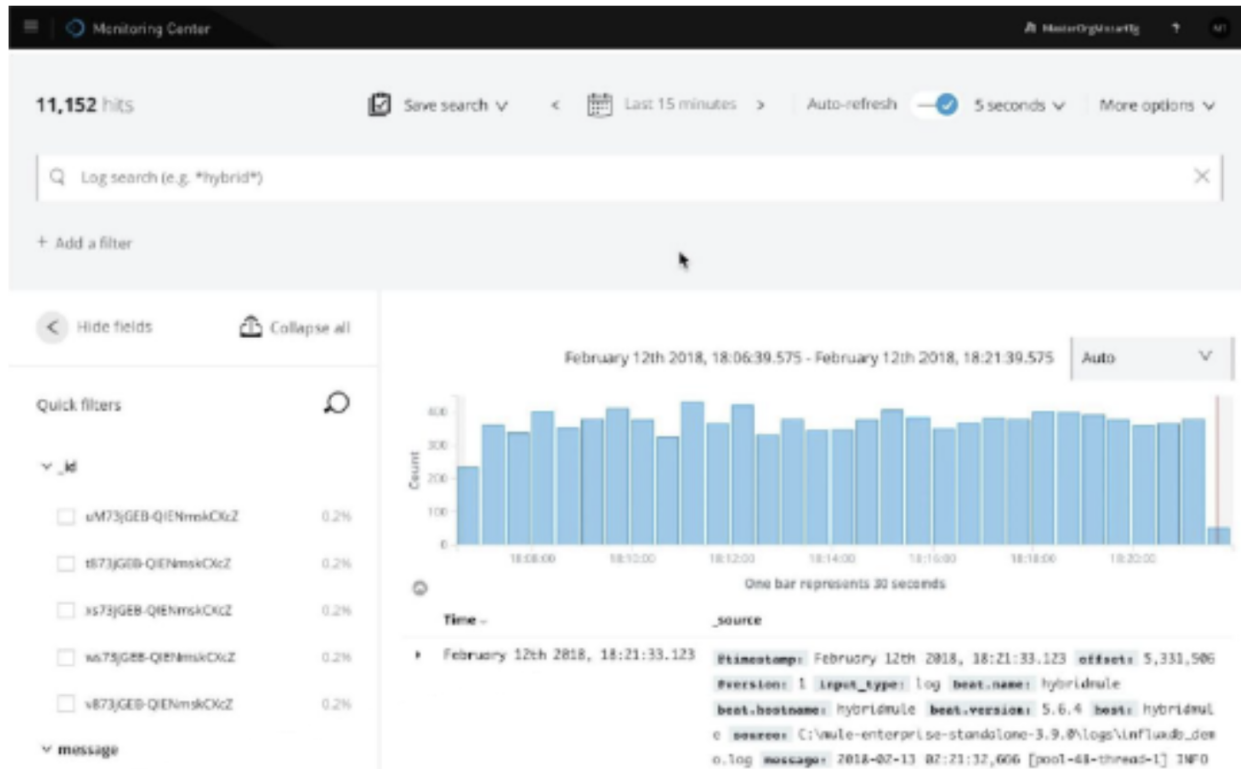 Monitoring Center
?
11,152 hits
Save search
Last 15 minutes
Auto-refresh
5 seconds
More options
Log search (e.g. *hybrid*)
+ Add a filter
Hide fields
Collapse all
February 12th 2018, 18:06:39.575 - February 12th 2018, 18:21:39.575
Auto
Quick filters
_id
0.2%
0.2%
0.2%
0.2%
0.2%
message
Count
400
300
200
100
0
18:08:00 18:10:00 18:12:00 18:14:00 18:16:00 18:18:00 18:20:00
One bar represents 30 seconds
Time
_source
February 12th 2018, 18:21:33.123
@timestamp: February 12th 2018, 18:21:33.123 offset: 5,331,506
@version: 1 input_type: log beat.name: hybridmule
beat.hostname: hybridmule beat.version: 5.6.4 host: hybridmul
e source: C:\mule-enterprise-standalone-3.9.0\logs\influxdb_dem
o.log message: 2018-02-13 02:21:32,606 [pool-48-thread-1] INFO